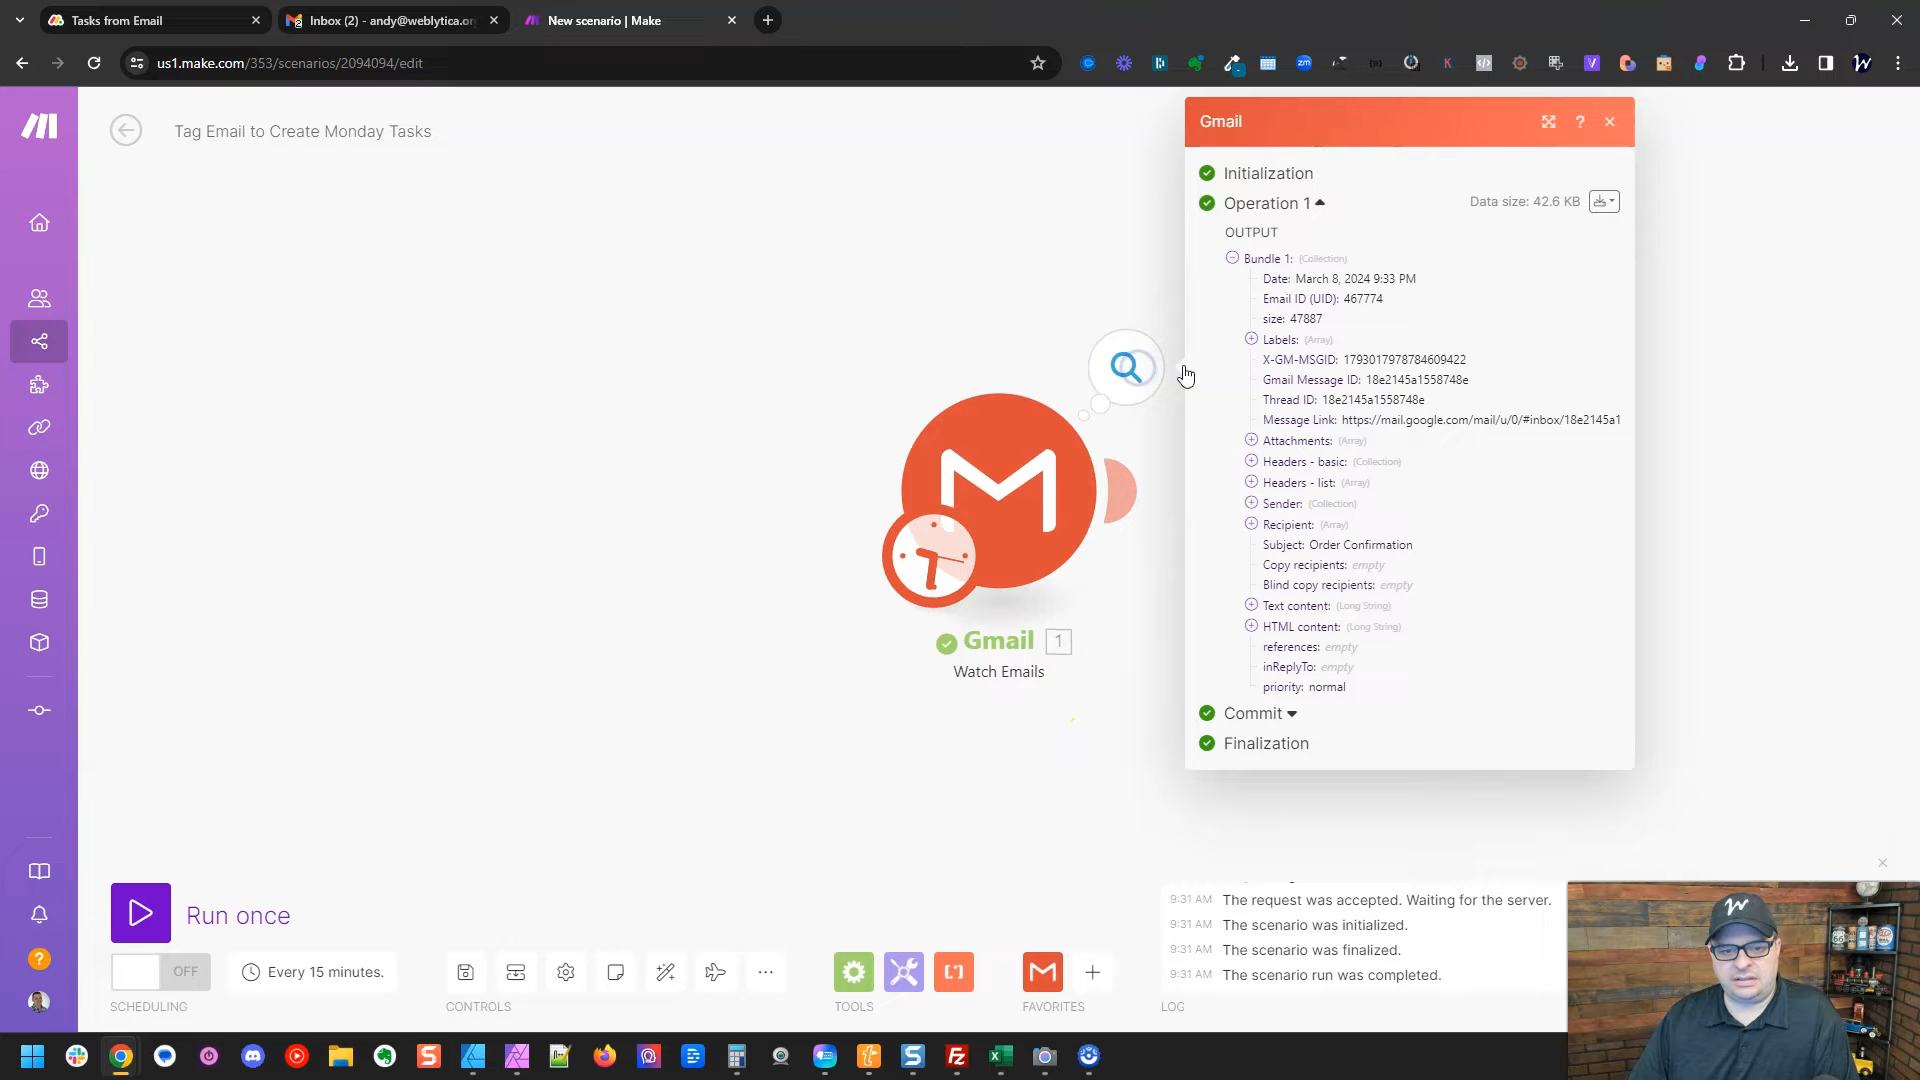 Tasks from Email
Inbox (2) - andy@weblytica.or
New scenario | Make
us1.make.com/353/scenarios/2094094/edit
Tag Email to Create Monday Tasks
Gmail
Initialization
Operation 1
Data size: 42.6 KB
OUTPUT
Bundle 1: (Collection)
Date: March 8, 2024 9:33 PM
Email ID (UID): 467774
size: 47887
Labels: (Array)
X-GM-MSGID: 1793017978784609422
Gmail Message ID: 18e2145a1558748e
Thread ID: 18e2145a1558748e
Message Link: https://mail.google.com/mail/u/0/#inbox/18e2145a1
Attachments: (Array)
Headers - basic: (Collection)
Headers - list: (Array)
Sender: (Collection)
Recipient: (Array)
Subject: Order Confirmation
Copy recipients: empty
Blind copy recipients: empty
Text content: (Long String)
HTML content: (Long String)
references: empty
inReplyTo: empty
priority: normal
Commit
Finalization
Gmail 1
Watch Emails
Run once
OFF
Every 15 minutes.
SCHEDULING
CONTROLS
TOOLS
FAVORITES
LOG
9:31 AM The request was accepted. Waiting for the server.
9:31 AM The scenario was initialized.
9:31 AM The scenario was finalized.
9:31 AM The scenario run was completed.